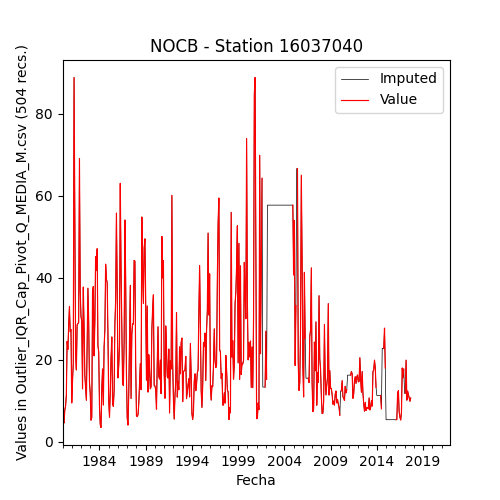 NOCB - Station 16037040
Imputed
Value
Values in Outlier_IQR_Cap_Pivot_Q_MEDIA_M.csv (504 recs.)
80
60
40
20
0
1984 1989 1994 1999 2004 2009 2014 2019
Fecha